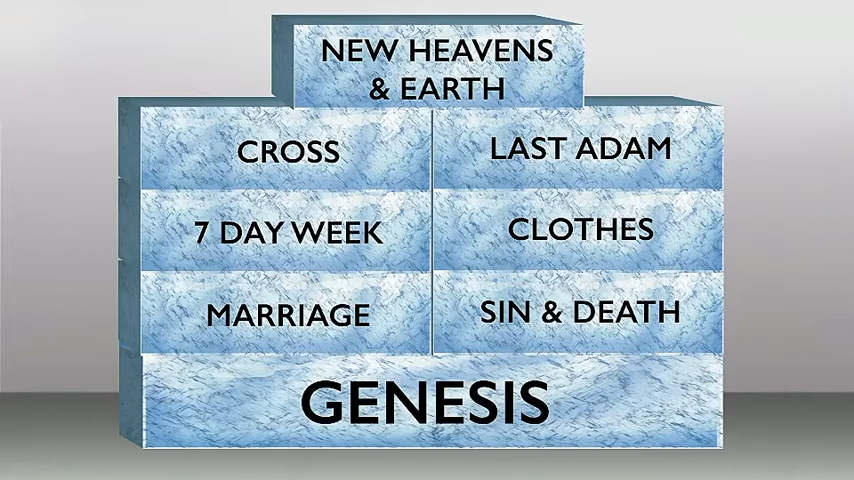 NEW HEAVENS
& EARTH
CROSS
LAST ADAM
7 DAY WEEK
CLOTHES
MARRIAGE
SIN & DEATH
GENESIS